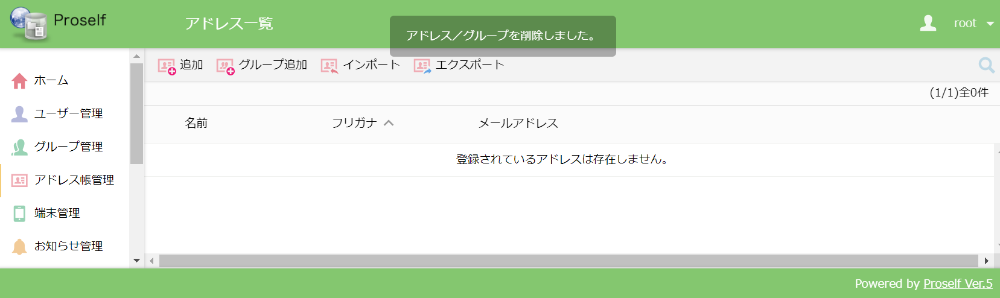 Proself
アドレス一覧
アドレス／グループを削除しました。
root
追加 グループ追加 インポート エクスポート
(1/1)全0件
名前 フリガナ メールアドレス
登録されているアドレスは存在しません。
ホーム
ユーザー管理
グループ管理
アドレス帳管理
端末管理
お知らせ管理
Powered by Proself Ver.5